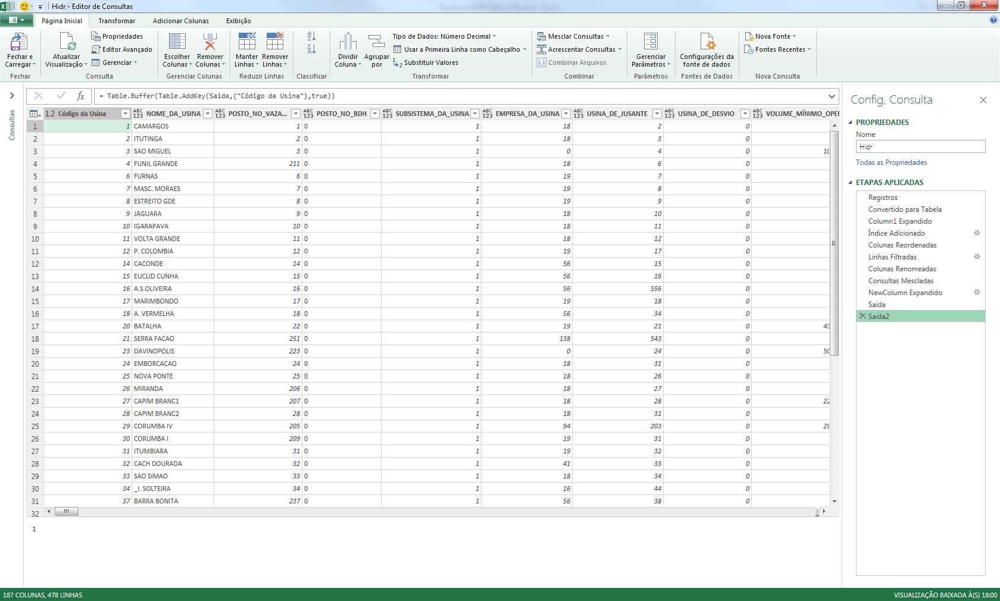 Hidr - Editor de Consultas
Página Inicial Transformar Adicionar Colunas Exibição
Fechar e Carregar
Fechar
Atualizar Visualização
Propriedades
Editor Avançado
Gerenciar
Consulta
Escolher Colunas
Remover Colunas
Gerenciar Colunas
Manter Linhas
Remover Linhas
Reduzir Linhas
Classificar
Dividir Coluna
Agrupar por
Tipo de Dados: Número Decimal
Usar a Primeira Linha como Cabeçalho
Substituir Valores
Transformar
Mesclar Consultas
Acrescentar Consultas
Combinar Arquivos
Combinar
Gerenciar Parâmetros
Parâmetros
Configurações da fonte de dados
Fontes de Dados
Nova Fonte
Fontes Recentes
Nova Consulta
Consultas
fx = Table.Buffer(Table.AddKey(Saida,{"Código da Usina"},true))
1.2 Código da Usina ABC 123 NOME_DA_USINA ABC 123 POSTO_NO_VAZA... ABC 123 POSTO_NO_BDH ABC 123 SUBSISTEMA_DA_USINA ABC 123 EMPRESA_DA_USINA ABC 123 USINA_DE_JUSANTE ABC 123 USINA_DE_DESVIO ABC 123 VOLUME_MÍNIMO_OPER
1 1 CAMARGOS 1 0 1 18 2 0
2 2 ITUTINGA 2 0 1 18 3 0
3 3 SAO MIGUEL 3 0 1 0 4 0 10
4 4 FUNIL GRANDE 211 0 1 18 6 0
5 6 FURNAS 6 0 1 19 7 0
6 7 MASC. MORAES 7 0 1 19 8 0
7 8 ESTREITO GDE 8 0 1 19 9 0
8 9 JAGUARA 9 0 1 18 10 0
9 10 IGARAPAVA 10 0 1 18 11 0
10 11 VOLTA GRANDE 11 0 1 18 12 0
11 12 P. COLOMBIA 12 0 1 19 17 0
12 14 CACONDE 14 0 1 56 15 0
13 15 EUCLID CUNHA 15 0 1 56 16 0
14 16 A.S.OLIVEIRA 16 0 1 56 556 0
15 17 MARIMBONDO 17 0 1 19 18 0
16 18 A. VERMELHA 18 0 1 56 34 0
17 20 BATALHA 22 0 1 19 21 0 43
18 21 SERRA FACAO 251 0 1 138 543 0
19 23 DAVINOPOLIS 223 0 1 0 24 0 50
20 24 EMBORCACAO 24 0 1 18 31 0
21 25 NOVA PONTE 25 0 1 18 26 0
22 26 MIRANDA 206 0 1 18 27 0
23 27 CAPIM BRANC1 207 0 1 18 28 0 22
24 28 CAPIM BRANC2 28 0 1 18 31 0
25 29 CORUMBA IV 205 0 1 94 203 0 29
26 30 CORUMBA I 209 0 1 19 31 0
27 31 ITUMBIARA 31 0 1 19 32 0
28 32 CACH DOURADA 32 0 1 41 33 0
29 33 SAO SIMAO 33 0 1 18 34 0
30 34 _I. SOLTEIRA 34 0 1 16 44 0
31 37 BARRA BONITA 237 0 1 56 38 0
32
1
Config. Consulta
PROPRIEDADES
Nome
Hidr
Todas as Propriedades
ETAPAS APLICADAS
Registros
Convertido para Tabela
Column1 Expandido
Índice Adicionado
Colunas Reordenadas
Linhas Filtradas
Colunas Renomeadas
Consultas Mescladas
NewColumn Expandido
Saida
Saida2
187 COLUNAS, 478 LINHAS
VISUALIZAÇÃO BAIXADA À(S) 18:00